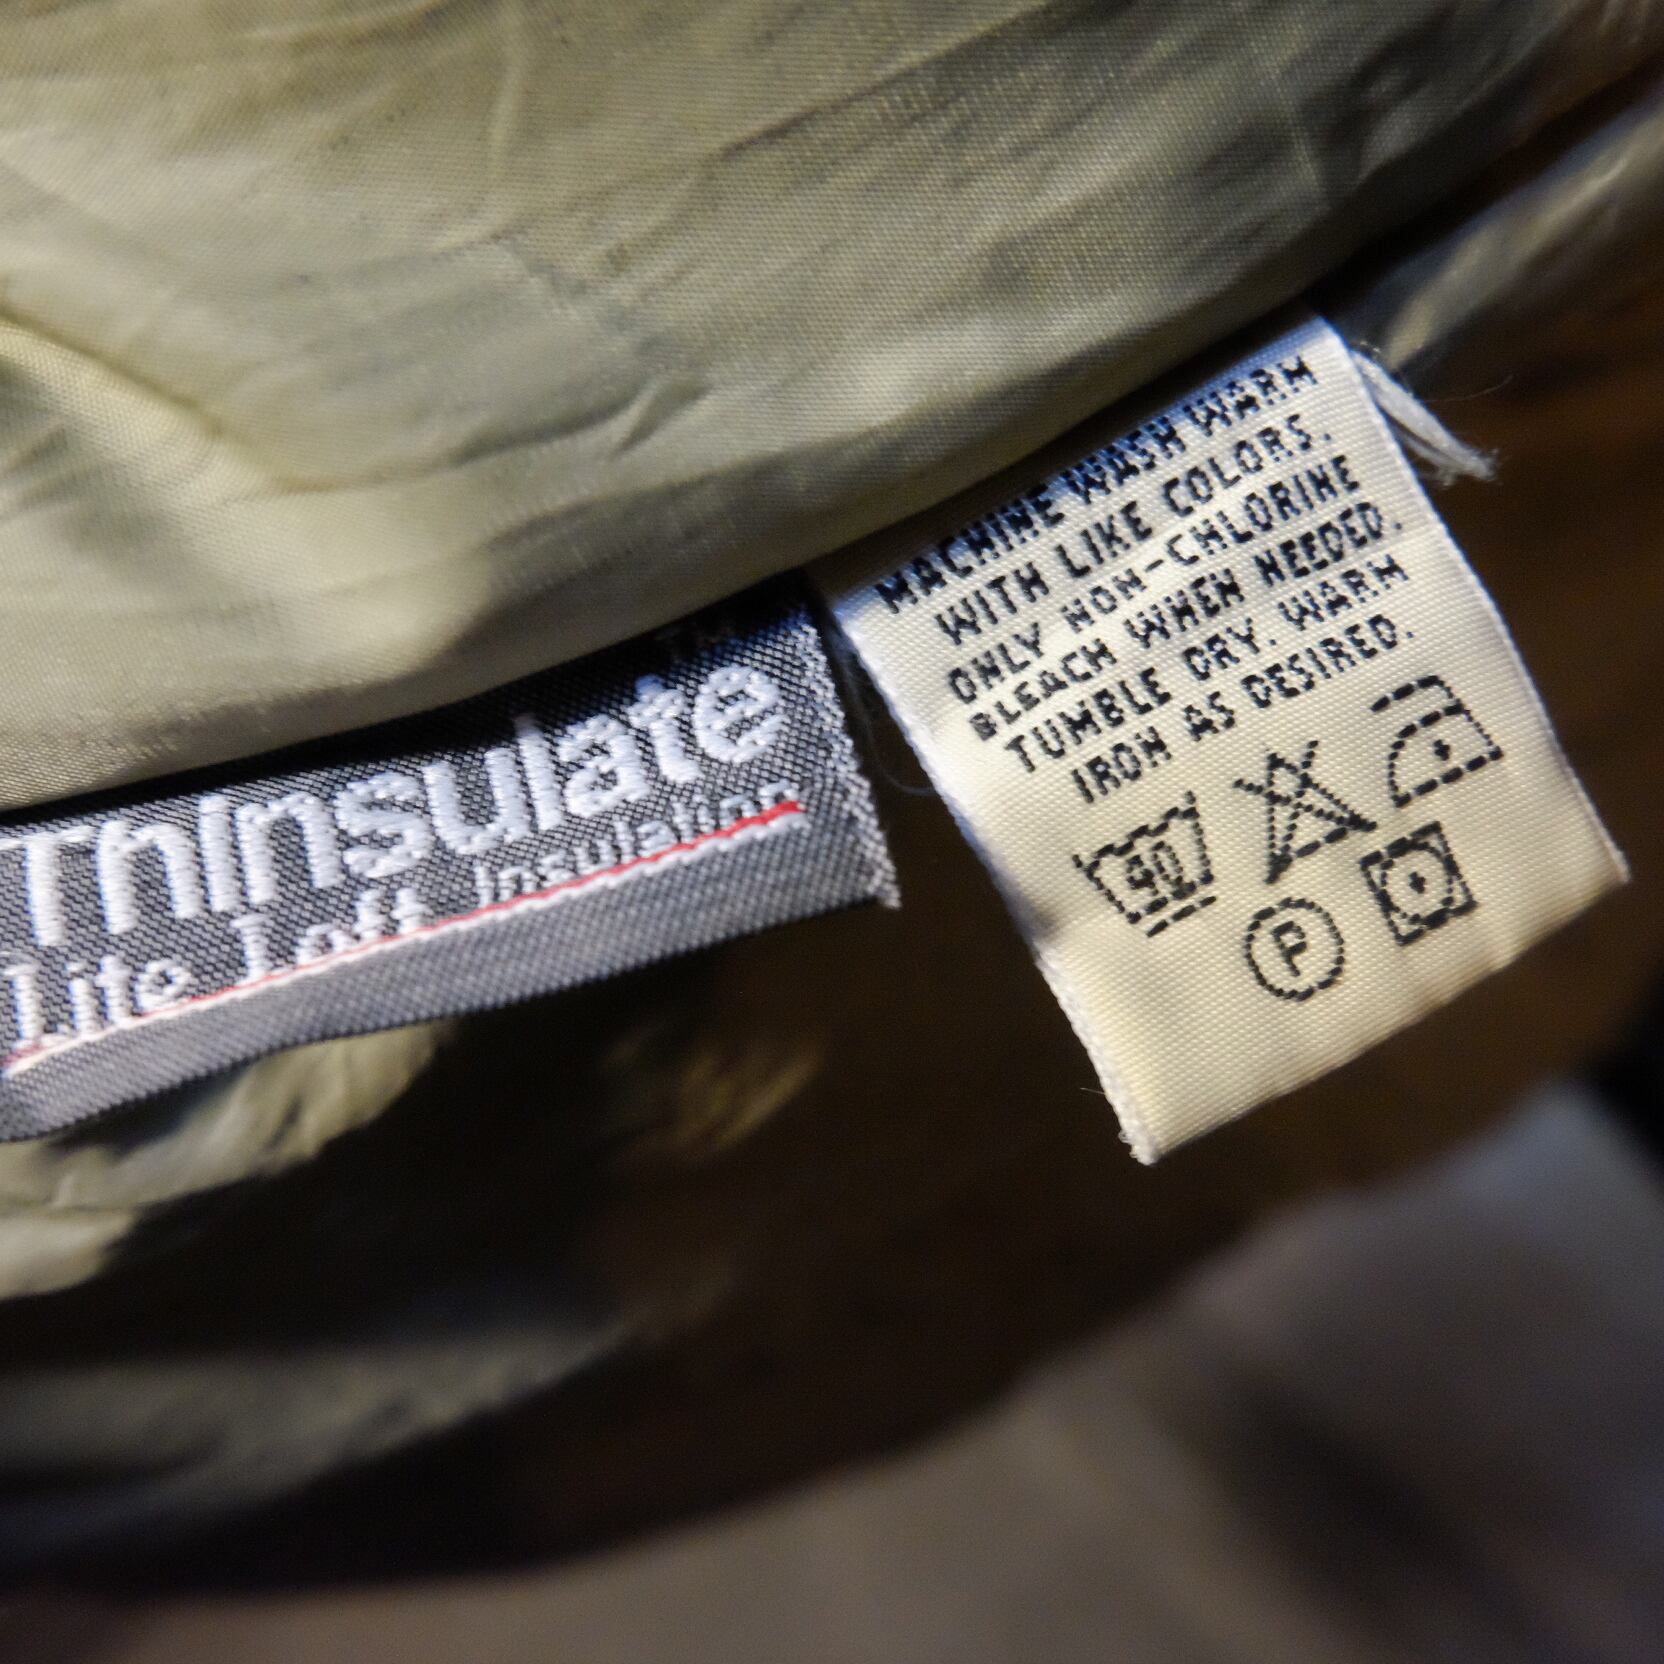 Thinsulate
Lite Loft Insulation
MACHINE WASH WARM
WITH LIKE COLORS.
ONLY NON-CHLORINE
BLEACH WHEN NEEDED.
TUMBLE DRY. WARM
IRON AS DESIRED.
40
P